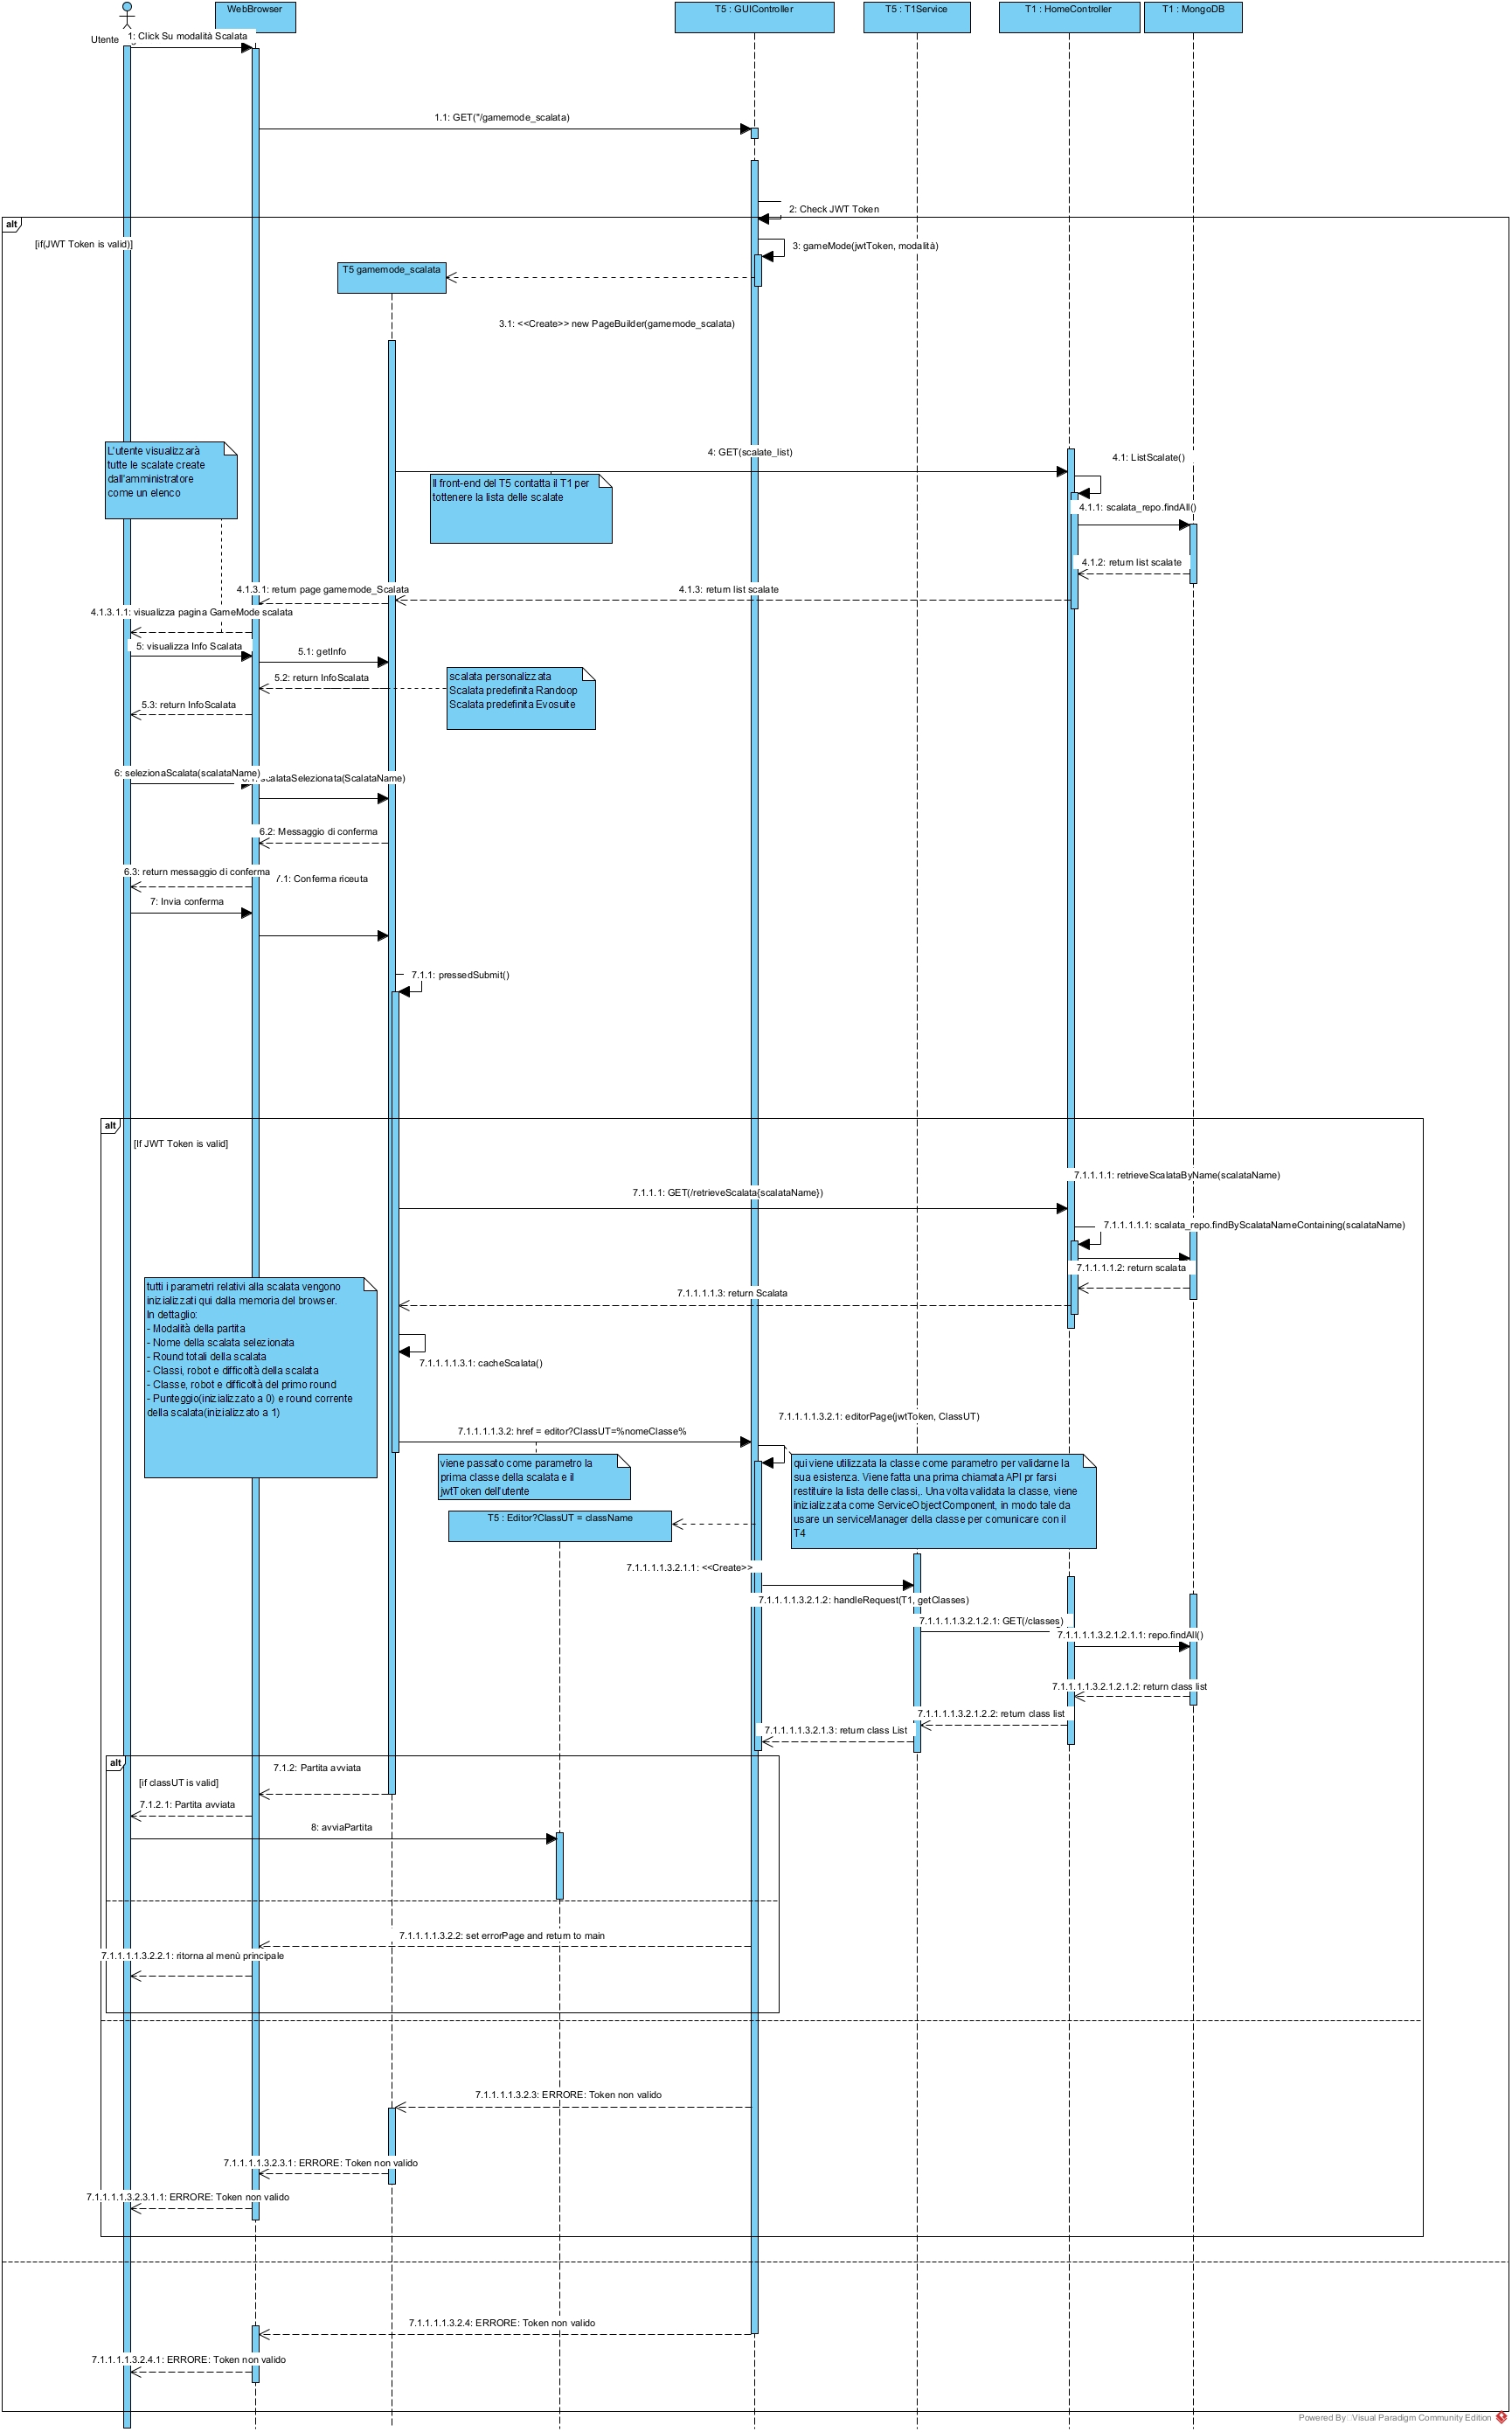 WebBrowser
T5 : GUIController
T5 : T1Service
T1 : HomeController
T1 : MongoDB
Utente
1: Click Su modalità Scalata
1.1: GET("/gamemode_scalata)
2: Check JWT Token
alt
[if(JWT Token is valid)]
3: gameMode(jwtToken, modalità)
T5 gamemode_scalata
3.1: <<Create>> new PageBuilder(gamemode_scalata)
L'utente visualizzarà
tutte le scalate create
dall'amministratore
come un elenco
4: GET(scalate_list)
4.1: ListScalate()
Il front-end del T5 contatta il T1 per
tottenere la lista delle scalate
4.1.1: scalata_repo.findAll()
4.1.2: return list scalate
4.1.3.1: return page gamemode_Scalata
4.1.3: return list scalate
4.1.3.1.1: visualizza pagina GameMode scalata
5: visualizza Info Scalata
5.1: getInfo
5.2: return InfoScalata
scalata personalizzata
Scalata predefinita Randoop
Scalata predefinita Evosuite
5.3: return InfoScalata
6: selezionaScalata(scalataName)
scalataSelezionata(ScalataName)
6.2: Messaggio di conferma
6.3: return messaggio di conferma
7.1: Conferma riceuta
7: Invia conferma
7.1.1: pressedSubmit()
alt
[If JWT Token is valid]
7.1.1.1.1: retrieveScalataByName(scalataName)
7.1.1.1: GET(/retrieveScalata{scalataName})
7.1.1.1.1.1: scalata_repo.findByScalataNameContaining(scalataName)
7.1.1.1.1.2: return scalata
tutti i parametri relativi alla scalata vengono
inizializzati qui dalla memoria del browser.
In dettaglio:
- Modalità della partita
- Nome della scalata selezionata
- Round totali della scalata
- Classi, robot e difficoltà della scalata
- Classe, robot e difficoltà del primo round
- Punteggio(inizializzato a 0) e round corrente
della scalata(inizializzato a 1)
7.1.1.1.1.3: return Scalata
7.1.1.1.1.3.1: cacheScalata()
7.1.1.1.1.3.2.1: editorPage(jwtToken, ClassUT)
7.1.1.1.1.3.2: href = editor?ClassUT=%nomeClasse%
viene passato come parametro la
prima classe della scalata e il
jwtToken dell'utente
qui viene utilizzata la classe come parametro per validarne la
sua esistenza. Viene fatta una prima chiamata API pr farsi
restituire la lista delle classi,. Una volta validata la classe, viene
inizializzata come ServiceObjectComponent, in modo tale da
usare un serviceManager della classe per comunicare con il
T4
T5 : Editor?ClassUT = className
7.1.1.1.1.3.2.1.1: <<Create>>
7.1.1.1.1.3.2.1.2: handleRequest(T1, getClasses)
7.1.1.1.1.3.2.1.2.1: GET(/classes)
7.1.1.1.1.3.2.1.2.1.1: repo.findAll()
7.1.1.1.1.3.2.1.2.1.2: return class list
7.1.1.1.1.3.2.1.2.2: return class list
7.1.1.1.1.3.2.1.3: return class List
alt
[if classUT is valid]
7.1.2: Partita avviata
7.1.2.1: Partita avviata
8: avviaPartita
7.1.1.1.1.3.2.2: set errorPage and return to main
7.1.1.1.1.3.2.2.1: ritorna al menù principale
7.1.1.1.1.3.2.3: ERRORE: Token non valido
7.1.1.1.1.3.2.3.1: ERRORE: Token non valido
7.1.1.1.1.3.2.3.1.1: ERRORE: Token non valido
7.1.1.1.1.3.2.4: ERRORE: Token non valido
7.1.1.1.1.3.2.4.1: ERRORE: Token non valido
Powered By Visual Paradigm Community Edition